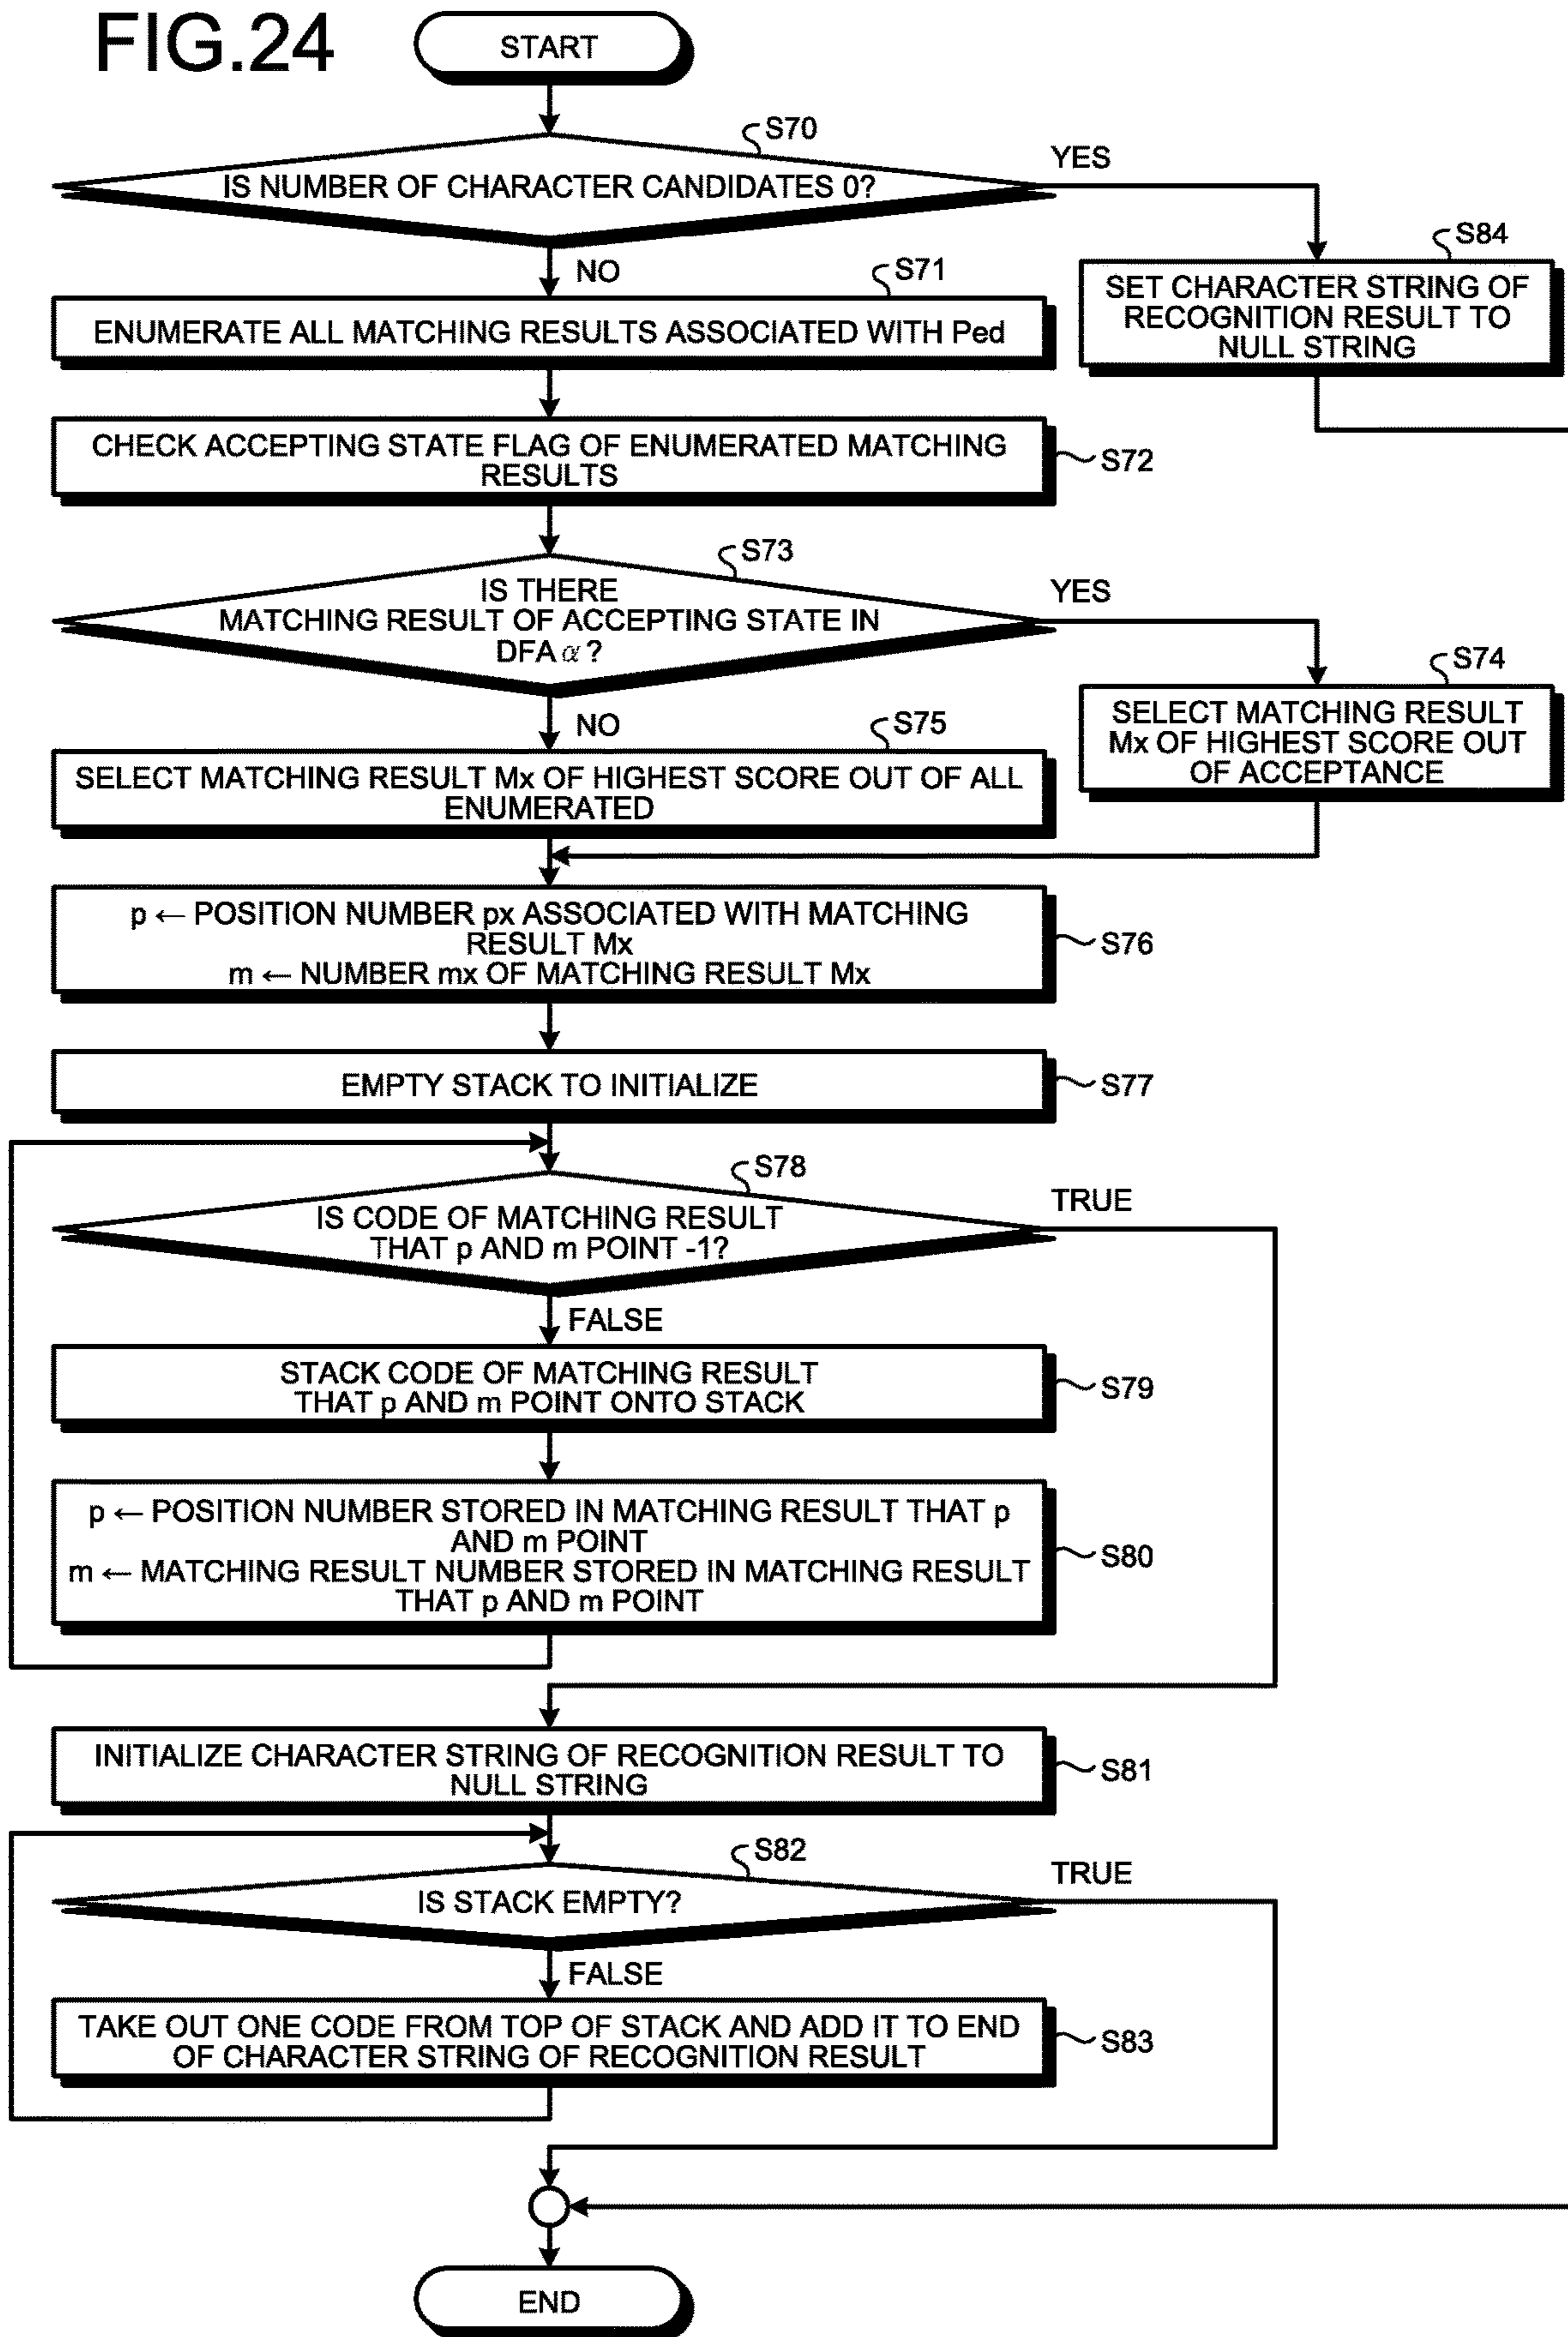 FIG.24
START
S70
IS NUMBER OF CHARACTER CANDIDATES 0?
YES
NO
S84
SET CHARACTER STRING OF
RECOGNITION RESULT TO
NULL STRING
S71
ENUMERATE ALL MATCHING RESULTS ASSOCIATED WITH Ped
CHECK ACCEPTING STATE FLAG OF ENUMERATED MATCHING
RESULTS
S72
S73
IS THERE
MATCHING RESULT OF ACCEPTING STATE IN
DFA α?
YES
NO
S74
SELECT MATCHING RESULT
Mx OF HIGHEST SCORE OUT
OF ACCEPTANCE
S75
SELECT MATCHING RESULT Mx OF HIGHEST SCORE OUT OF ALL
ENUMERATED
p ← POSITION NUMBER px ASSOCIATED WITH MATCHING
RESULT Mx
m ← NUMBER mx OF MATCHING RESULT Mx
S76
EMPTY STACK TO INITIALIZE
S77
S78
IS CODE OF MATCHING RESULT
THAT p AND m POINT -1?
TRUE
FALSE
STACK CODE OF MATCHING RESULT
THAT p AND m POINT ONTO STACK
S79
p ← POSITION NUMBER STORED IN MATCHING RESULT THAT p
AND m POINT
m ← MATCHING RESULT NUMBER STORED IN MATCHING RESULT
THAT p AND m POINT
S80
INITIALIZE CHARACTER STRING OF RECOGNITION RESULT TO
NULL STRING
S81
S82
IS STACK EMPTY?
TRUE
FALSE
TAKE OUT ONE CODE FROM TOP OF STACK AND ADD IT TO END
OF CHARACTER STRING OF RECOGNITION RESULT
S83
END